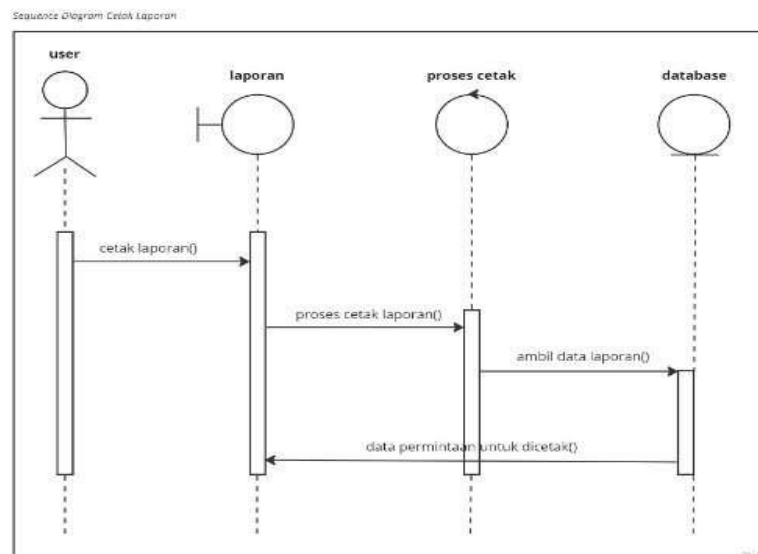 Sequence Diagram Cetak Laporan
user
laporan
proses cetak
database
cetak laporan()
proses cetak laporan()
ambil data laporan()
data permintaan untuk dicetak()